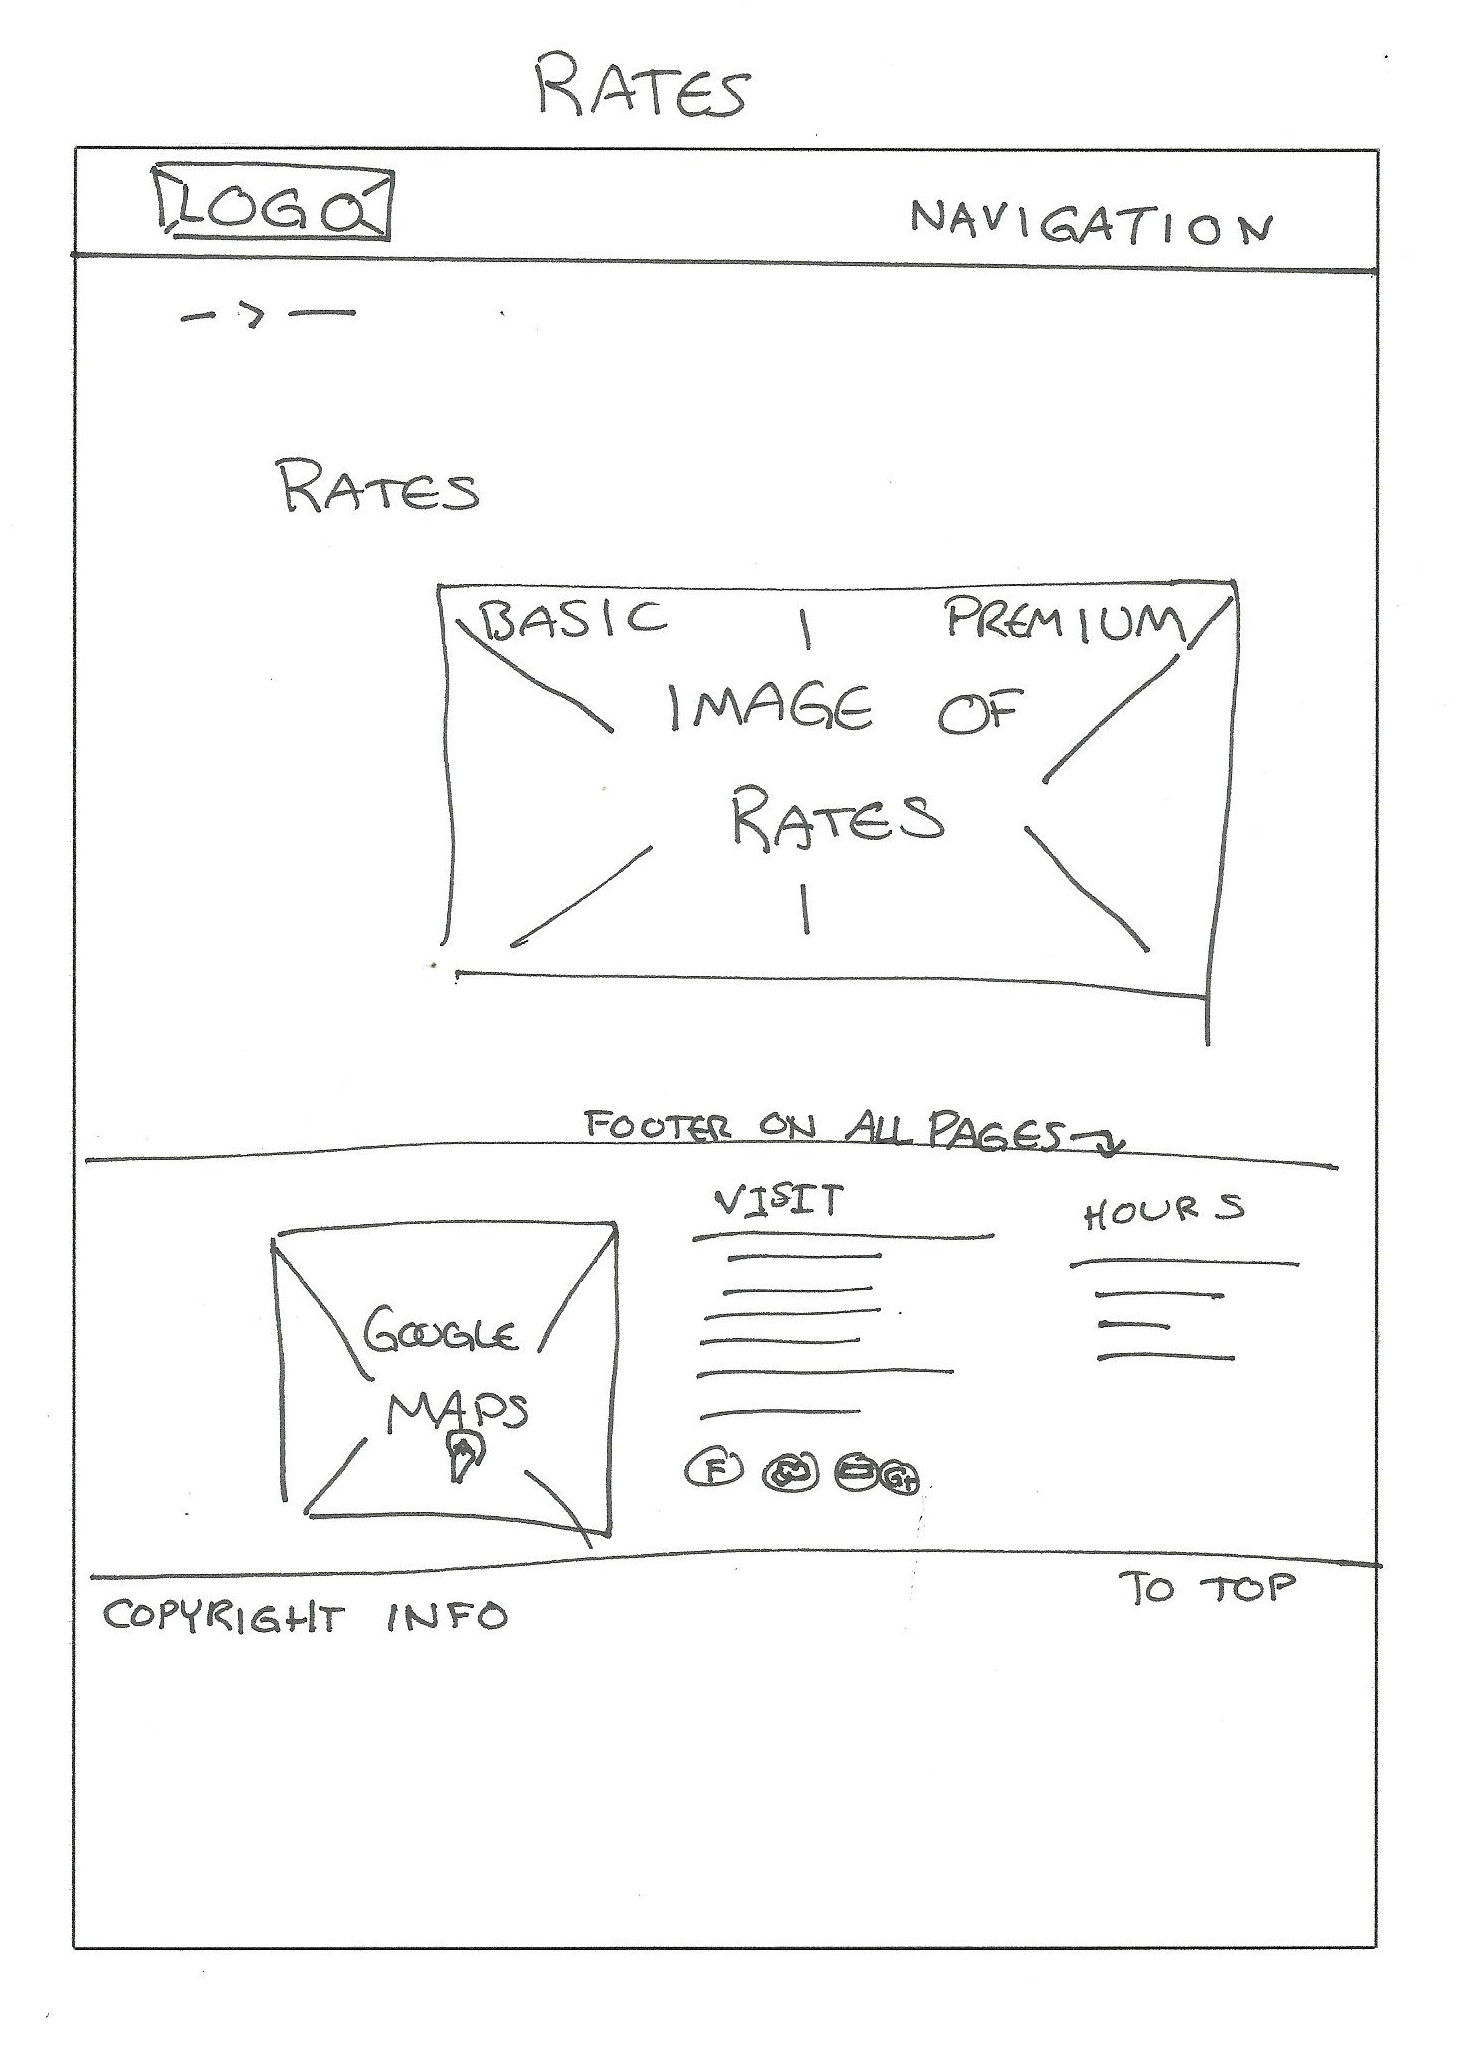 RATES
LOGO
NAVIGATION
RATES
BASIC
PREMIUM
IMAGE OF
RATES
FOOTER ON ALL PAGES
VISIT
HOURS
GOOGLE
MAPS
F
G+
COPYRIGHT INFO
TO TOP